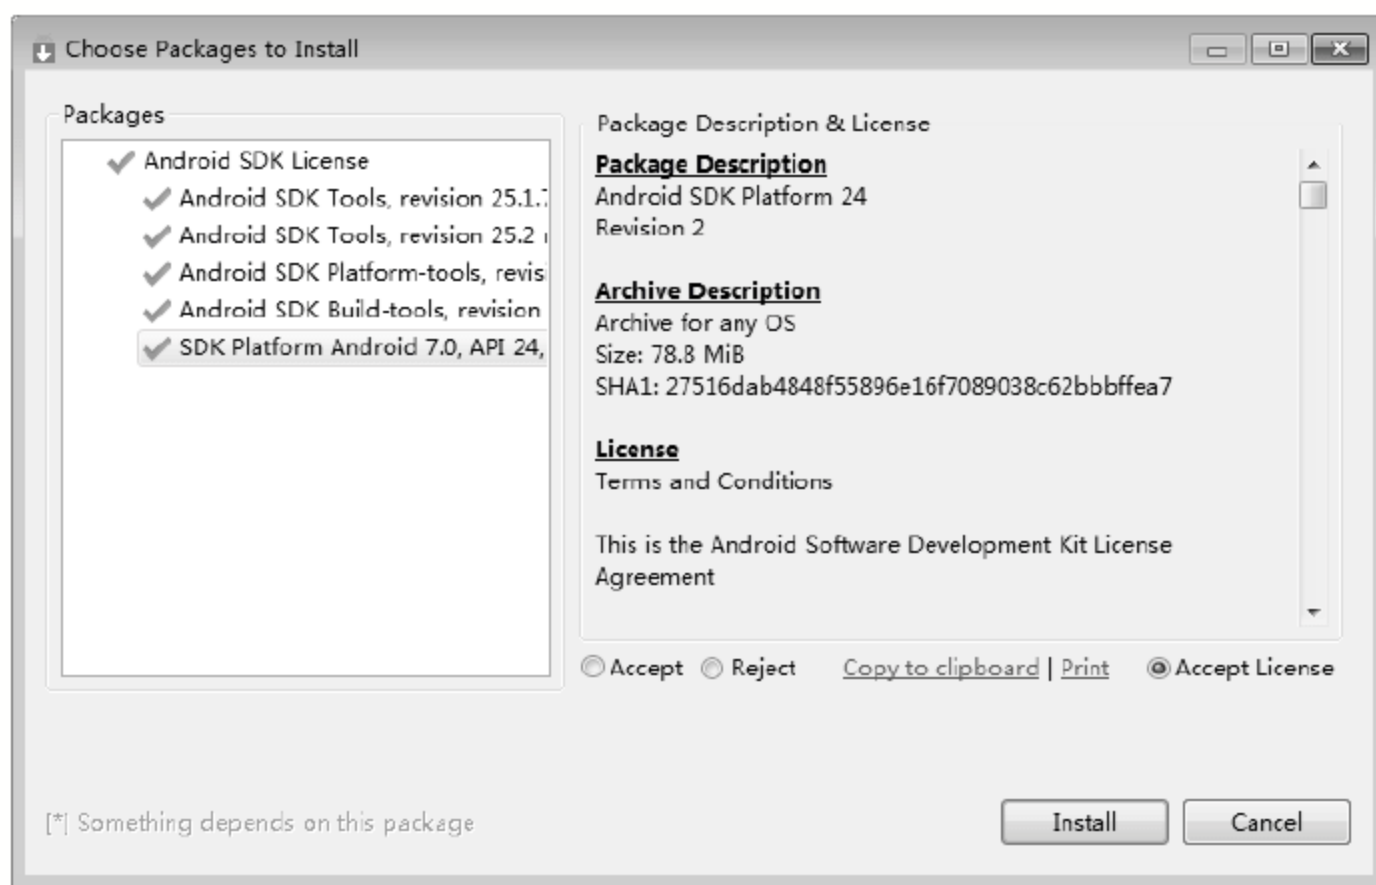 Choose Packages to Install
Packages
Android SDK License
Android SDK Tools, revision 25.1.7
Android SDK Tools, revision 25.2
Android SDK Platform-tools, revisi
Android SDK Build-tools, revision
SDK Platform Android 7.0, API 24,
Package Description & License
Package Description
Android SDK Platform 24
Revision 2
Archive Description
Archive for any OS
Size: 78.8 MiB
SHA1: 27516dab4848f55896e16f7089038c62bbbffea7
License
Terms and Conditions
This is the Android Software Development Kit License
Agreement
Accept Reject Copy to clipboard | Print Accept License
[*] Something depends on this package
Install Cancel